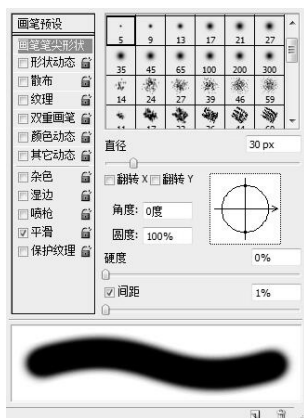 画笔预设
画笔笔尖形状
形状动态
散布
纹理
双重画笔
颜色动态
其它动态
杂色
湿边
喷枪
平滑
保护纹理
5 9 13 17 21 27
35 45 65 100 200 300
14 24 27 39 46 59
直径 30 px
翻转 X 翻转 Y
角度: 0度
圆度: 100%
硬度 0%
间距 1%